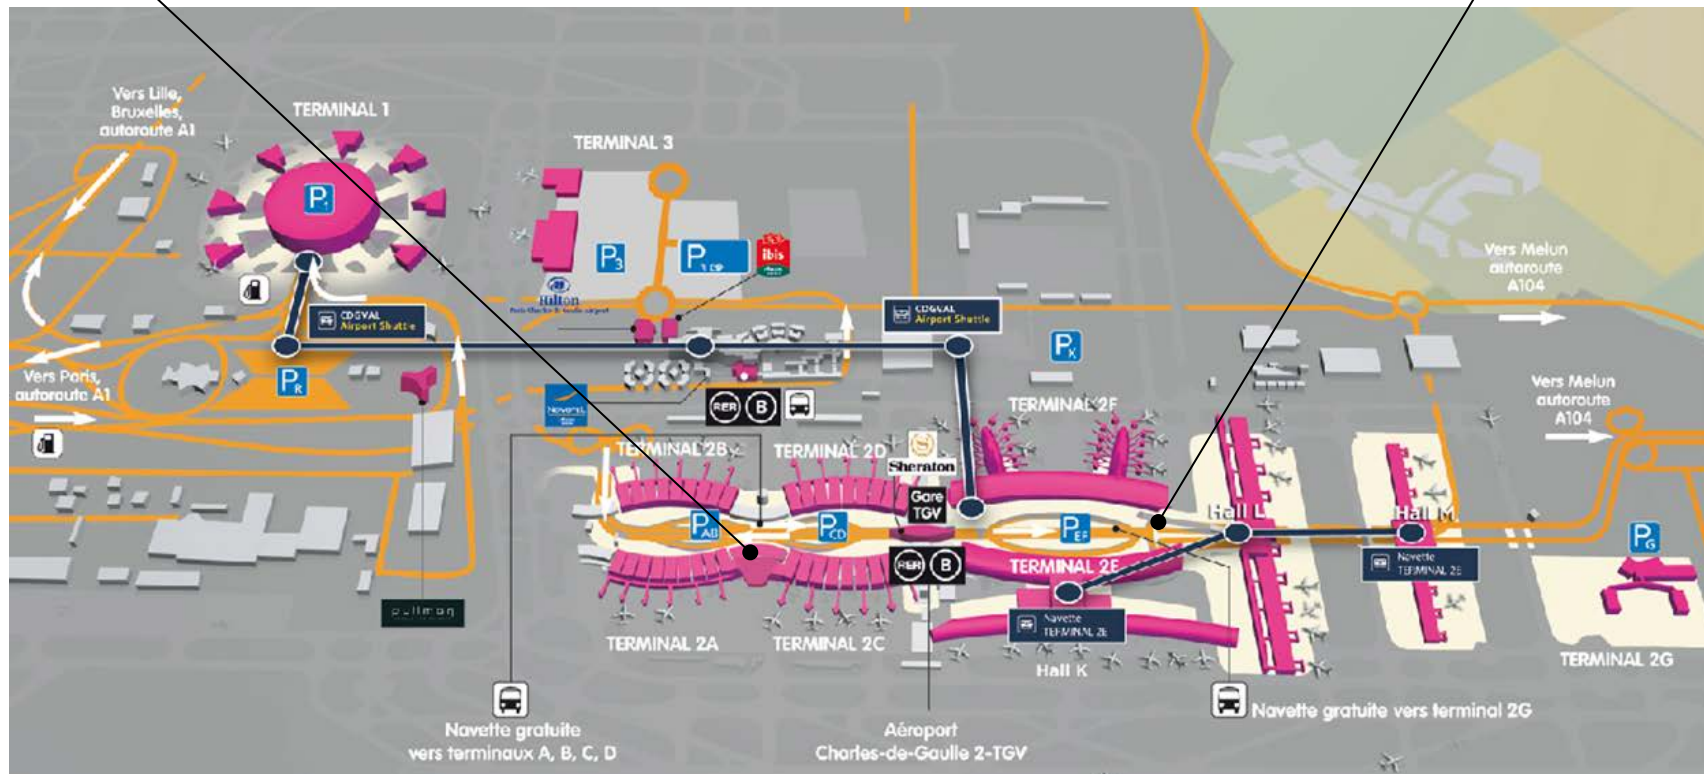 Vers Lille,
Bruxelles,
autoroute A1
TERMINAL 1
P1
TERMINAL 3
P3
ibis
Hilton
CDGVAL
Airport Shuttle
CDGVAL
Airport Shuttle
Vers Melun
autoroute
A104
Vers Paris,
autoroute A1
PR
PX
Novotel
RER B
Vers Melun
autoroute
A104
TERMINAL 2B
TERMINAL 2D
Sheraton
TERMINAL 2F
Gare
TGV
PAB
PCD
PEF
Hall L
Hall M
PG
RER B
TERMINAL 2E
Navette
TERMINAL 2E
Navette
TERMINAL 2E
pullman
TERMINAL 2A
TERMINAL 2C
Hall K
TERMINAL 2G
Navette gratuite
vers terminaux A, B, C, D
Aéroport
Charles-de-Gaulle 2-TGV
Navette gratuite vers terminal 2G